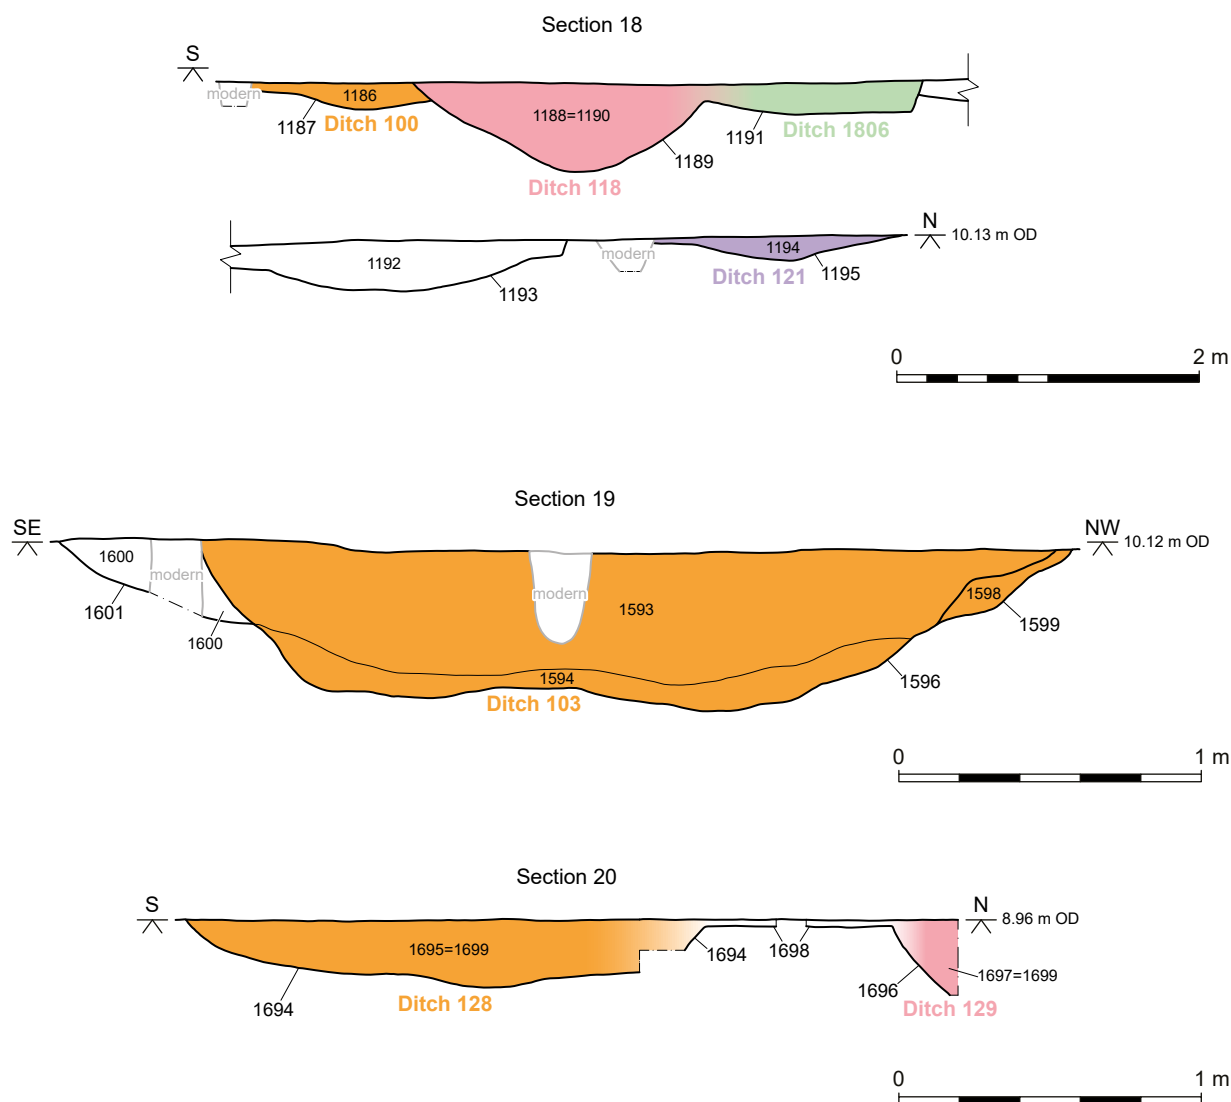 Section 18
S
modern
1186
1187
Ditch 100
1188=1190
1189
Ditch 118
1191
Ditch 1806
N
10.13 m OD
1192
1193
modern
1194
1195
Ditch 121
0 2 m
Section 19
SE
NW
10.12 m OD
1600
modern
1601
1600
modern
1593
1598
1599
1594
1596
Ditch 103
0 1 m
Section 20
S
N
8.96 m OD
1695=1699
1694
1698
1694
1696
1697=1699
Ditch 128
Ditch 129
0 1 m